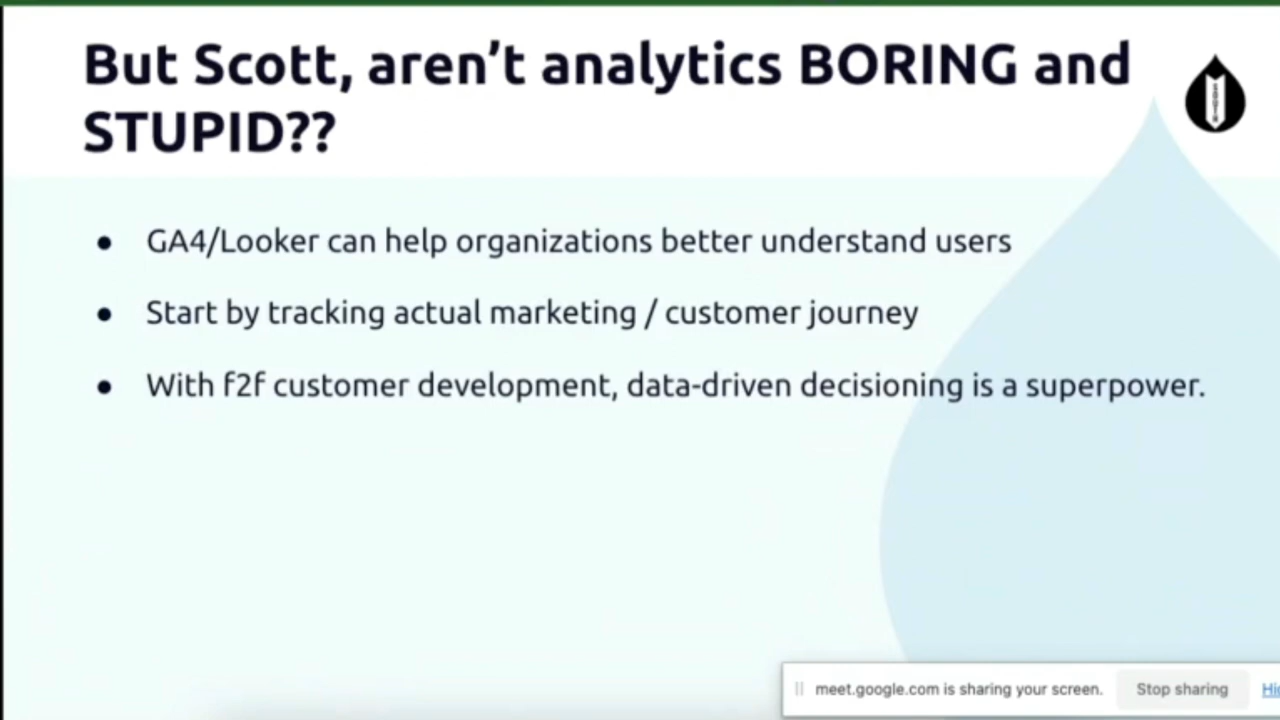 But Scott, aren’t analytics BORING and
STUPID??
SOUTH
● GA4/Looker can help organizations better understand users
● Start by tracking actual marketing / customer journey
● With f2f customer development, data-driven decisioning is a superpower.
meet.google.com is sharing your screen. Stop sharing